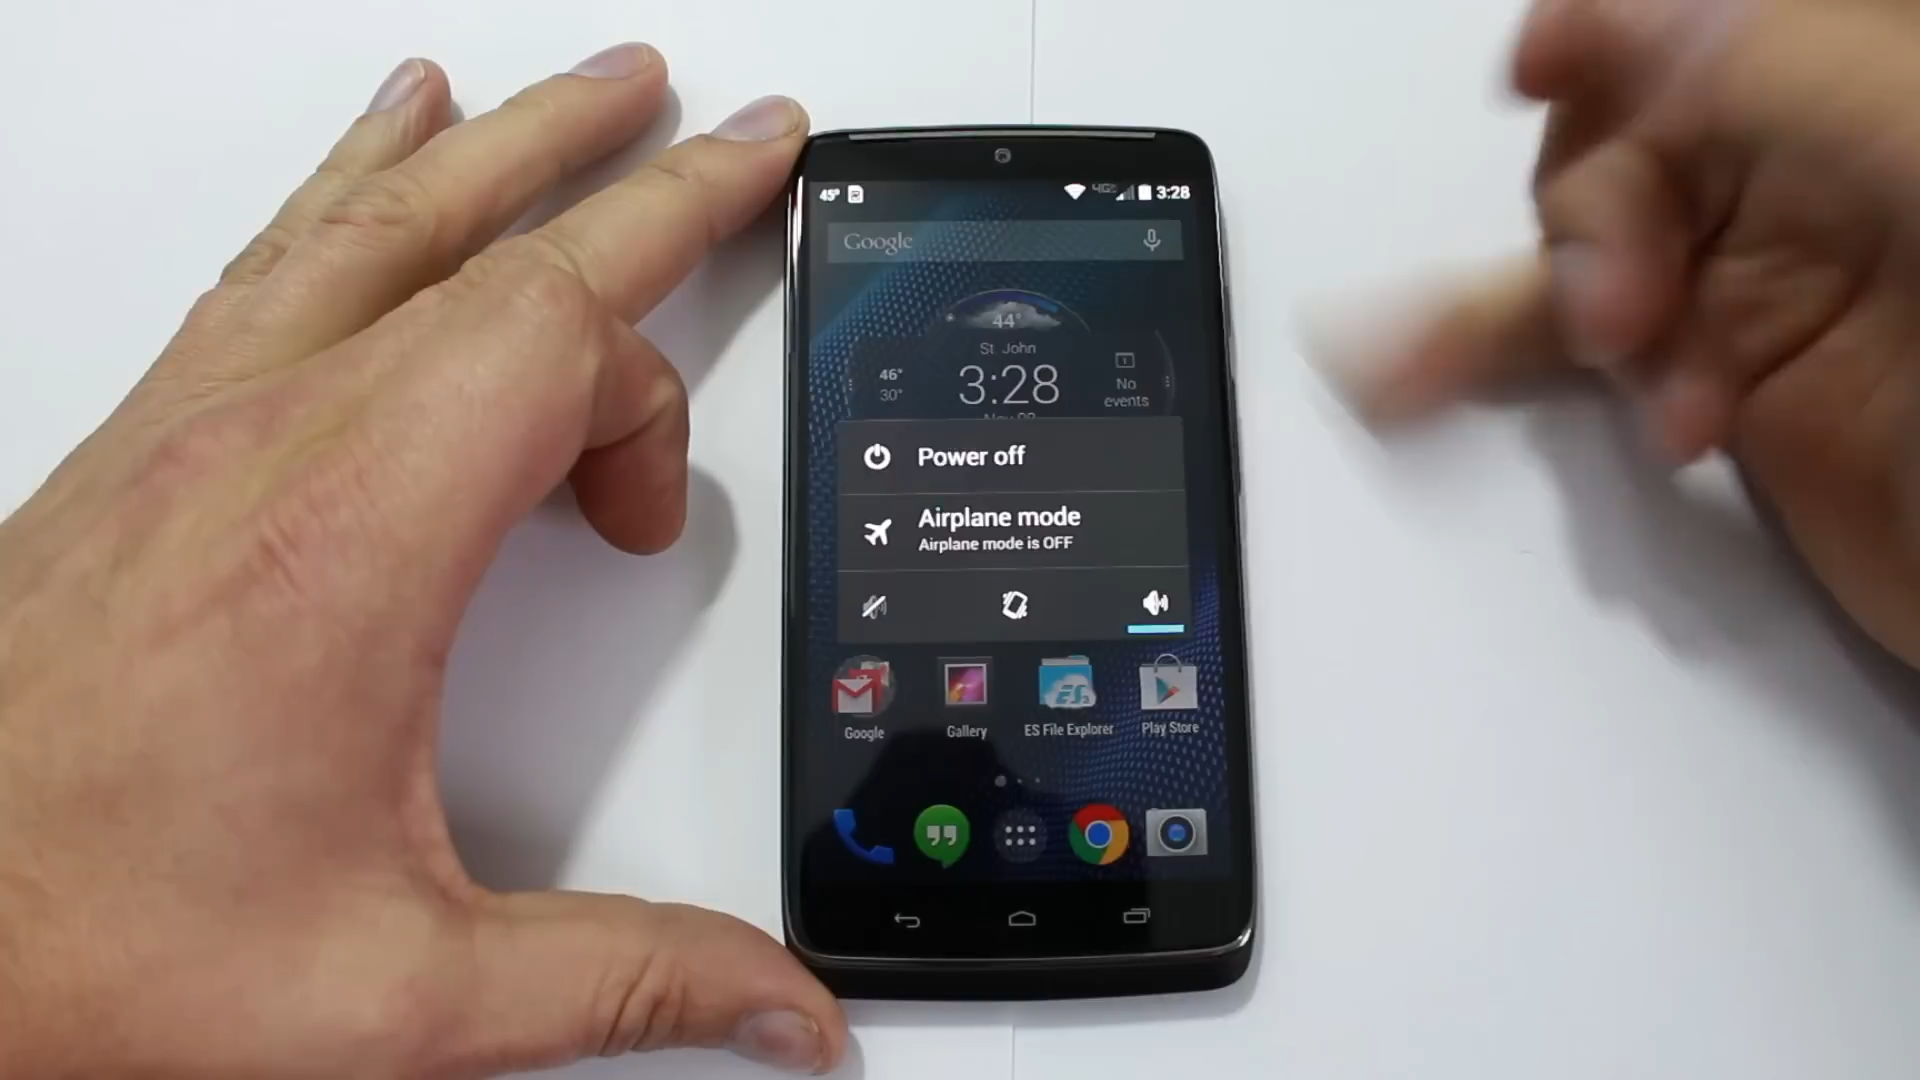 45°
4G
3:28
Google
44°
St. John
46°
3:28
30°
No
events
Power off
Airplane mode
Airplane mode is OFF
Google
Gallery
ES File Explorer
Play Store